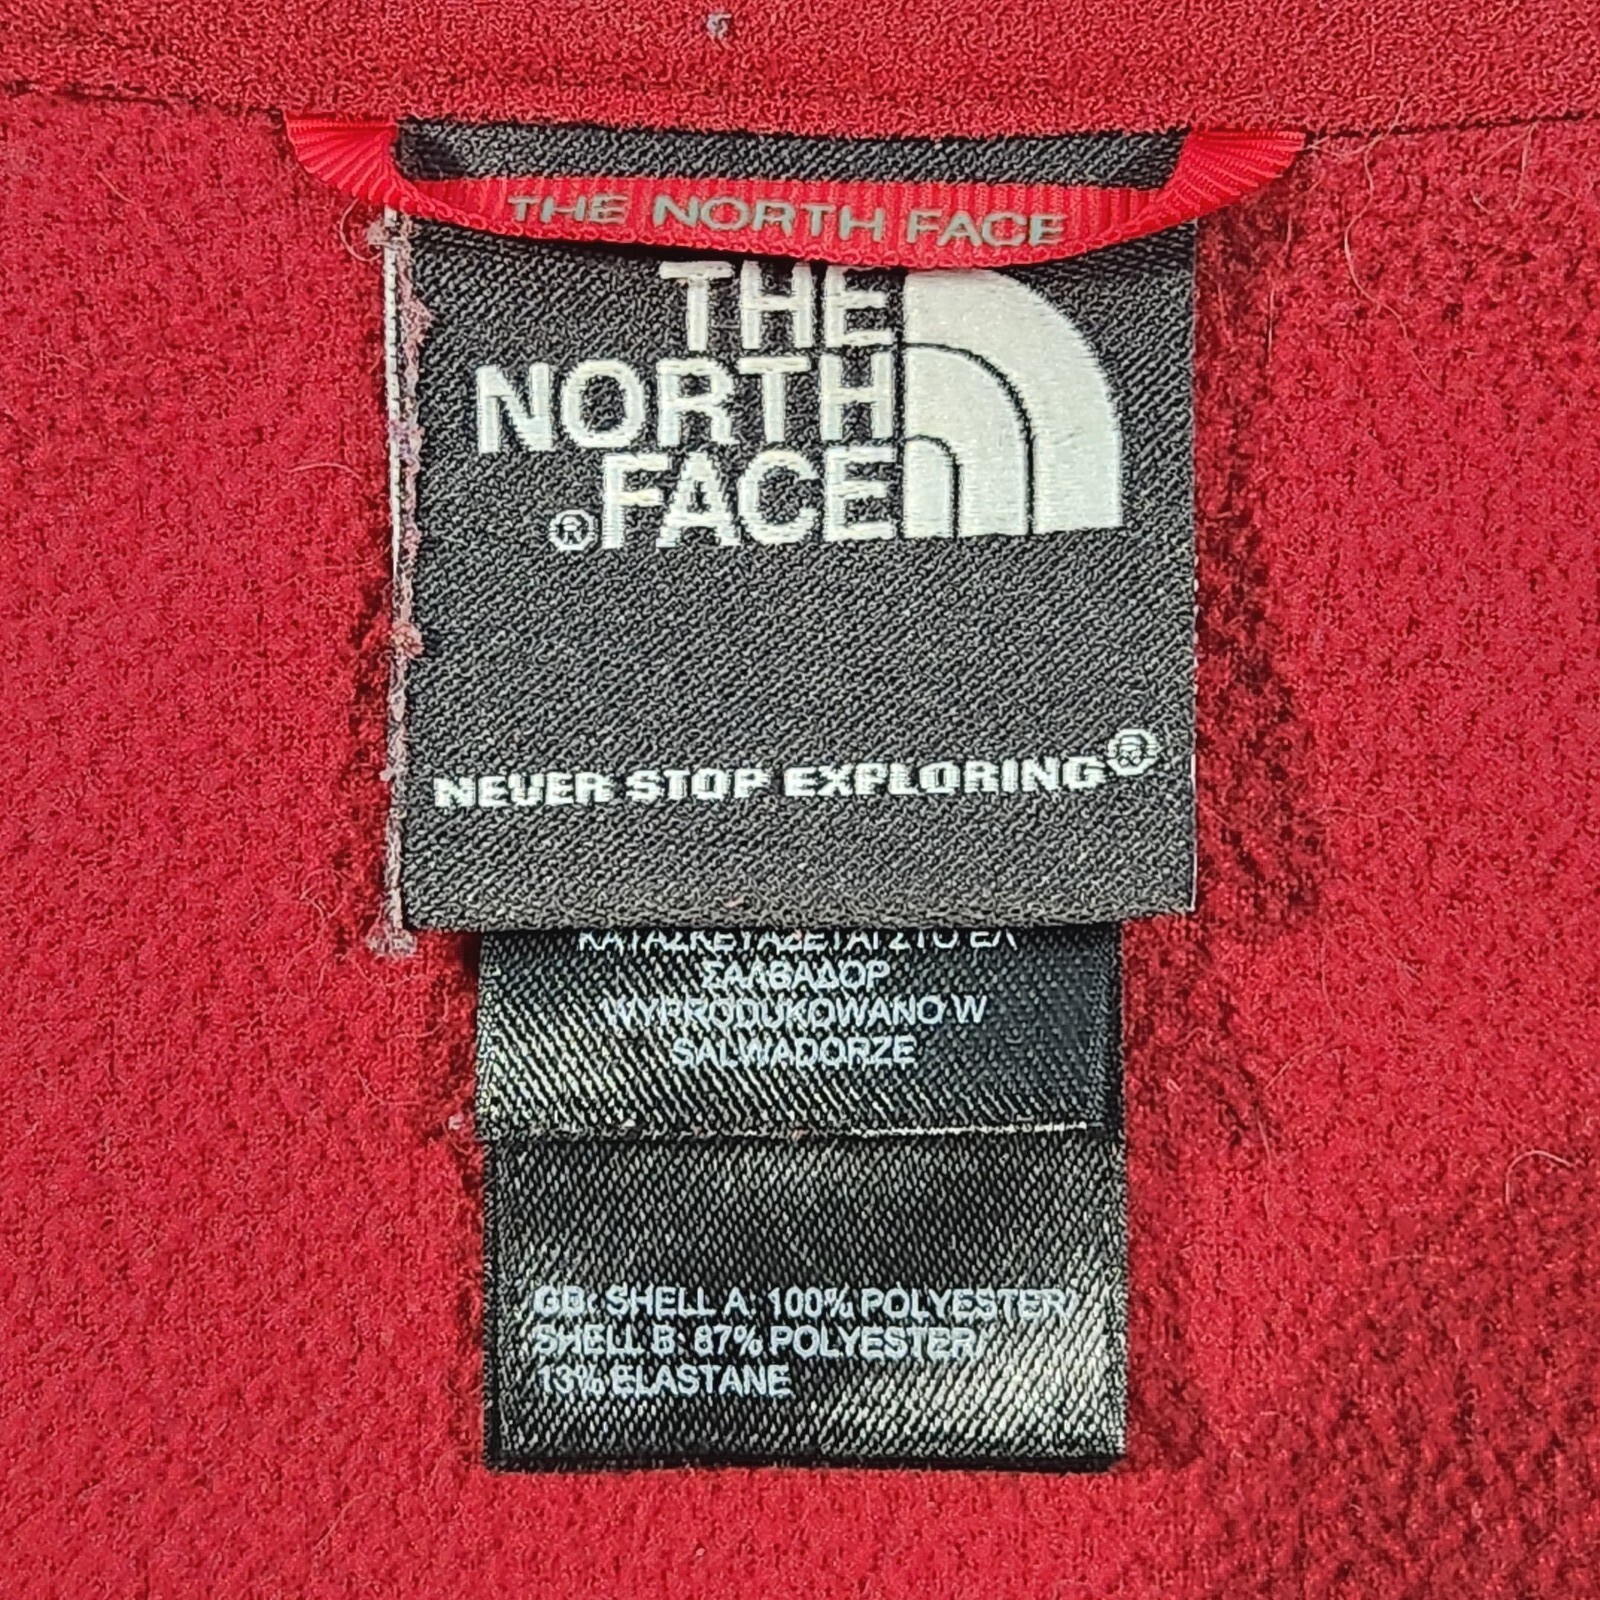 THE NORTH FACE
THE
NORTH
®FACE
NEVER STOP EXPLORING®
ΣΑΛΒΑΔΟΡ
WYPRODUKOWANO W
SALWADORZE
GB: SHELL A: 100% POLYESTER/
SHELL B: 87% POLYESTER/
13% ELASTANE